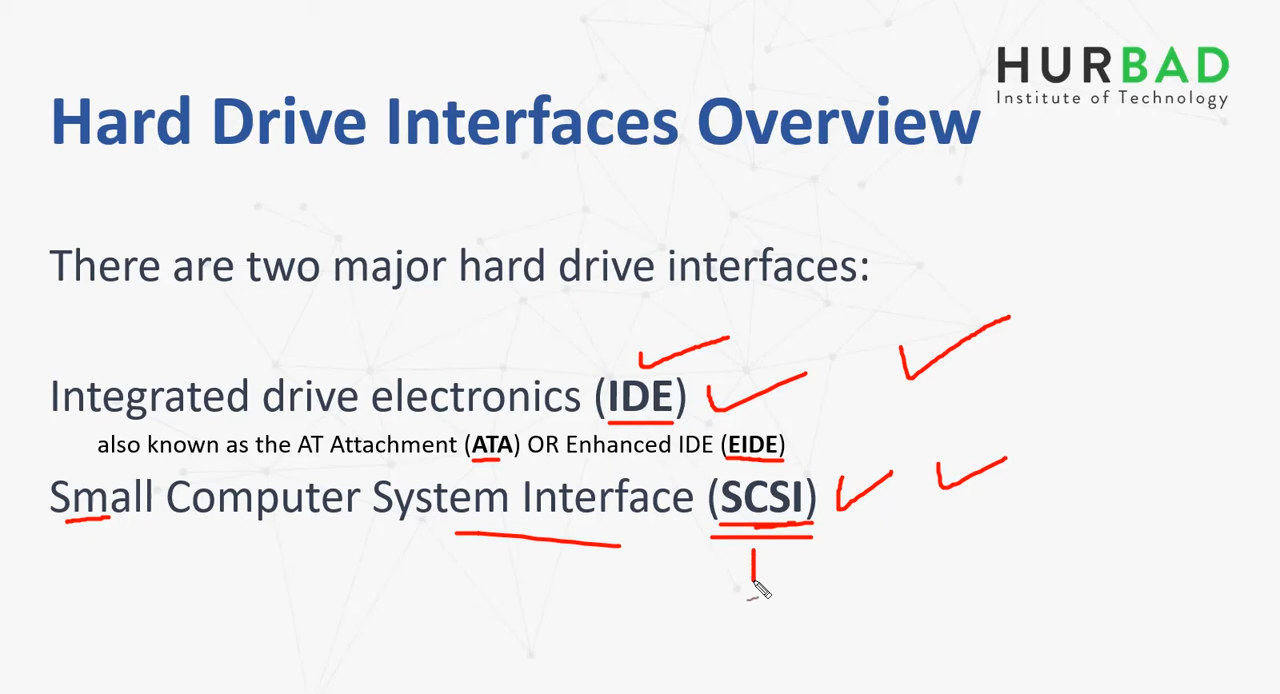 HURBAD
Institute of Technology
Hard Drive Interfaces Overview
There are two major hard drive interfaces:
Integrated drive electronics (IDE)
also known as the AT Attachment (ATA) OR Enhanced IDE (EIDE)
Small Computer System Interface (SCSI)